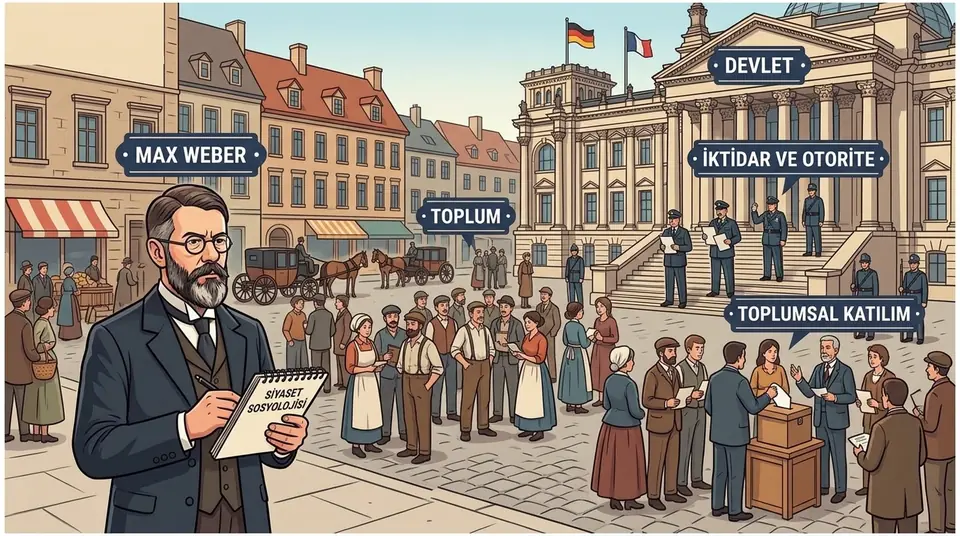 DEVLET
MAX WEBER
İKTİDAR VE OTORİTE
TOPLUM
TOPLUMSAL KATILIM
SİYASET
SOSYOLOJİSİ